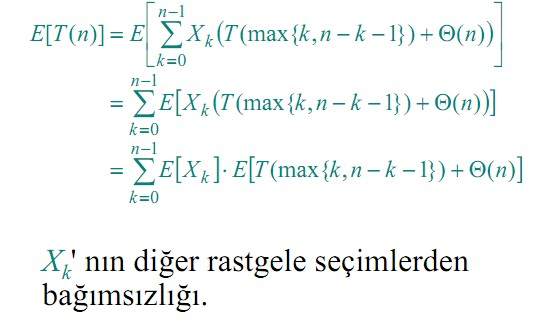 E[T(n)] = E[∑_{k=0}^{n−1} X_k (T(max{k, n − k − 1}) + Θ(n))]
= ∑_{k=0}^{n−1} E[X_k (T(max{k, n − k − 1}) + Θ(n))]
= ∑_{k=0}^{n−1} E[X_k] · E[T(max{k, n − k − 1}) + Θ(n)]
X_k' nın diğer rastgele seçimlerden
bağımsızlığı.